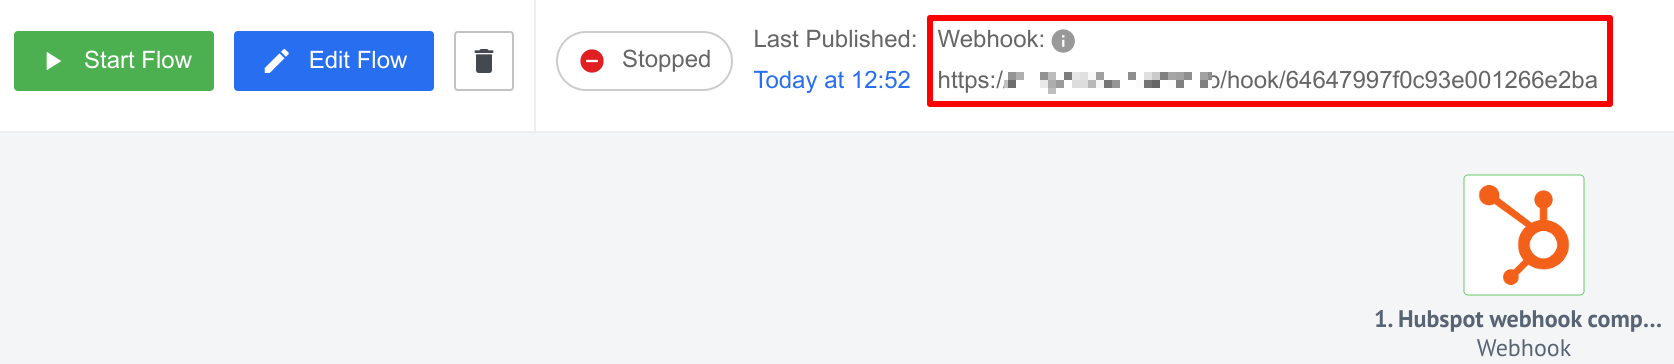 Start Flow
Edit Flow
Stopped
Last Published:
Today at 12:52
Webhook:
https:/ /hook/64647997f0c93e001266e2ba
1. Hubspot webhook comp...
Webhook